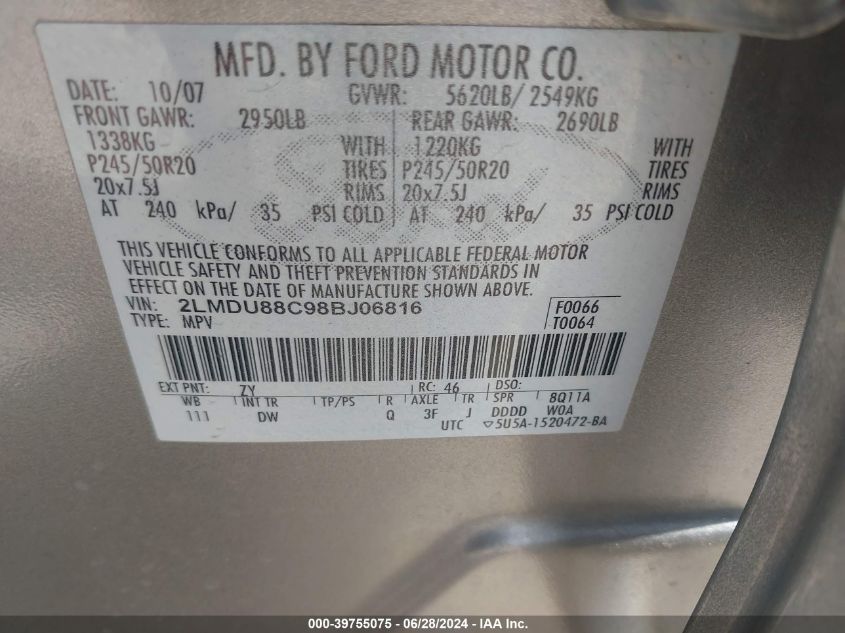 MFD. BY FORD MOTOR CO.
DATE: 10/07 GVWR: 5620LB/ 2549KG
FRONT GAWR: 2950LB REAR GAWR: 2690LB
1338KG WITH 1220KG WITH
P245/50R20 TIRES P245/50R20 TIRES
20x7.5J RIMS 20x7.5J RIMS
AT 240 kPa/ 35 PSI COLD AT 240 kPa/ 35 PSI COLD
THIS VEHICLE CONFORMS TO ALL APPLICABLE FEDERAL MOTOR
VEHICLE SAFETY AND THEFT PREVENTION STANDARDS IN
EFFECT ON THE DATE OF MANUFACTURE SHOWN ABOVE.
VIN: 2LMDU88C98BJ06816 F0066
TYPE: MPV T0064
EXT PNT: ZY RC: 46 DSO:
WB INT TR TP/PS R AXLE TR SPR 8Q11A
111 DW Q 3F J DDDD W0A
UTC ▽5U5A-1520472-BA
000-39755075 - 06/28/2024 - IAA Inc.